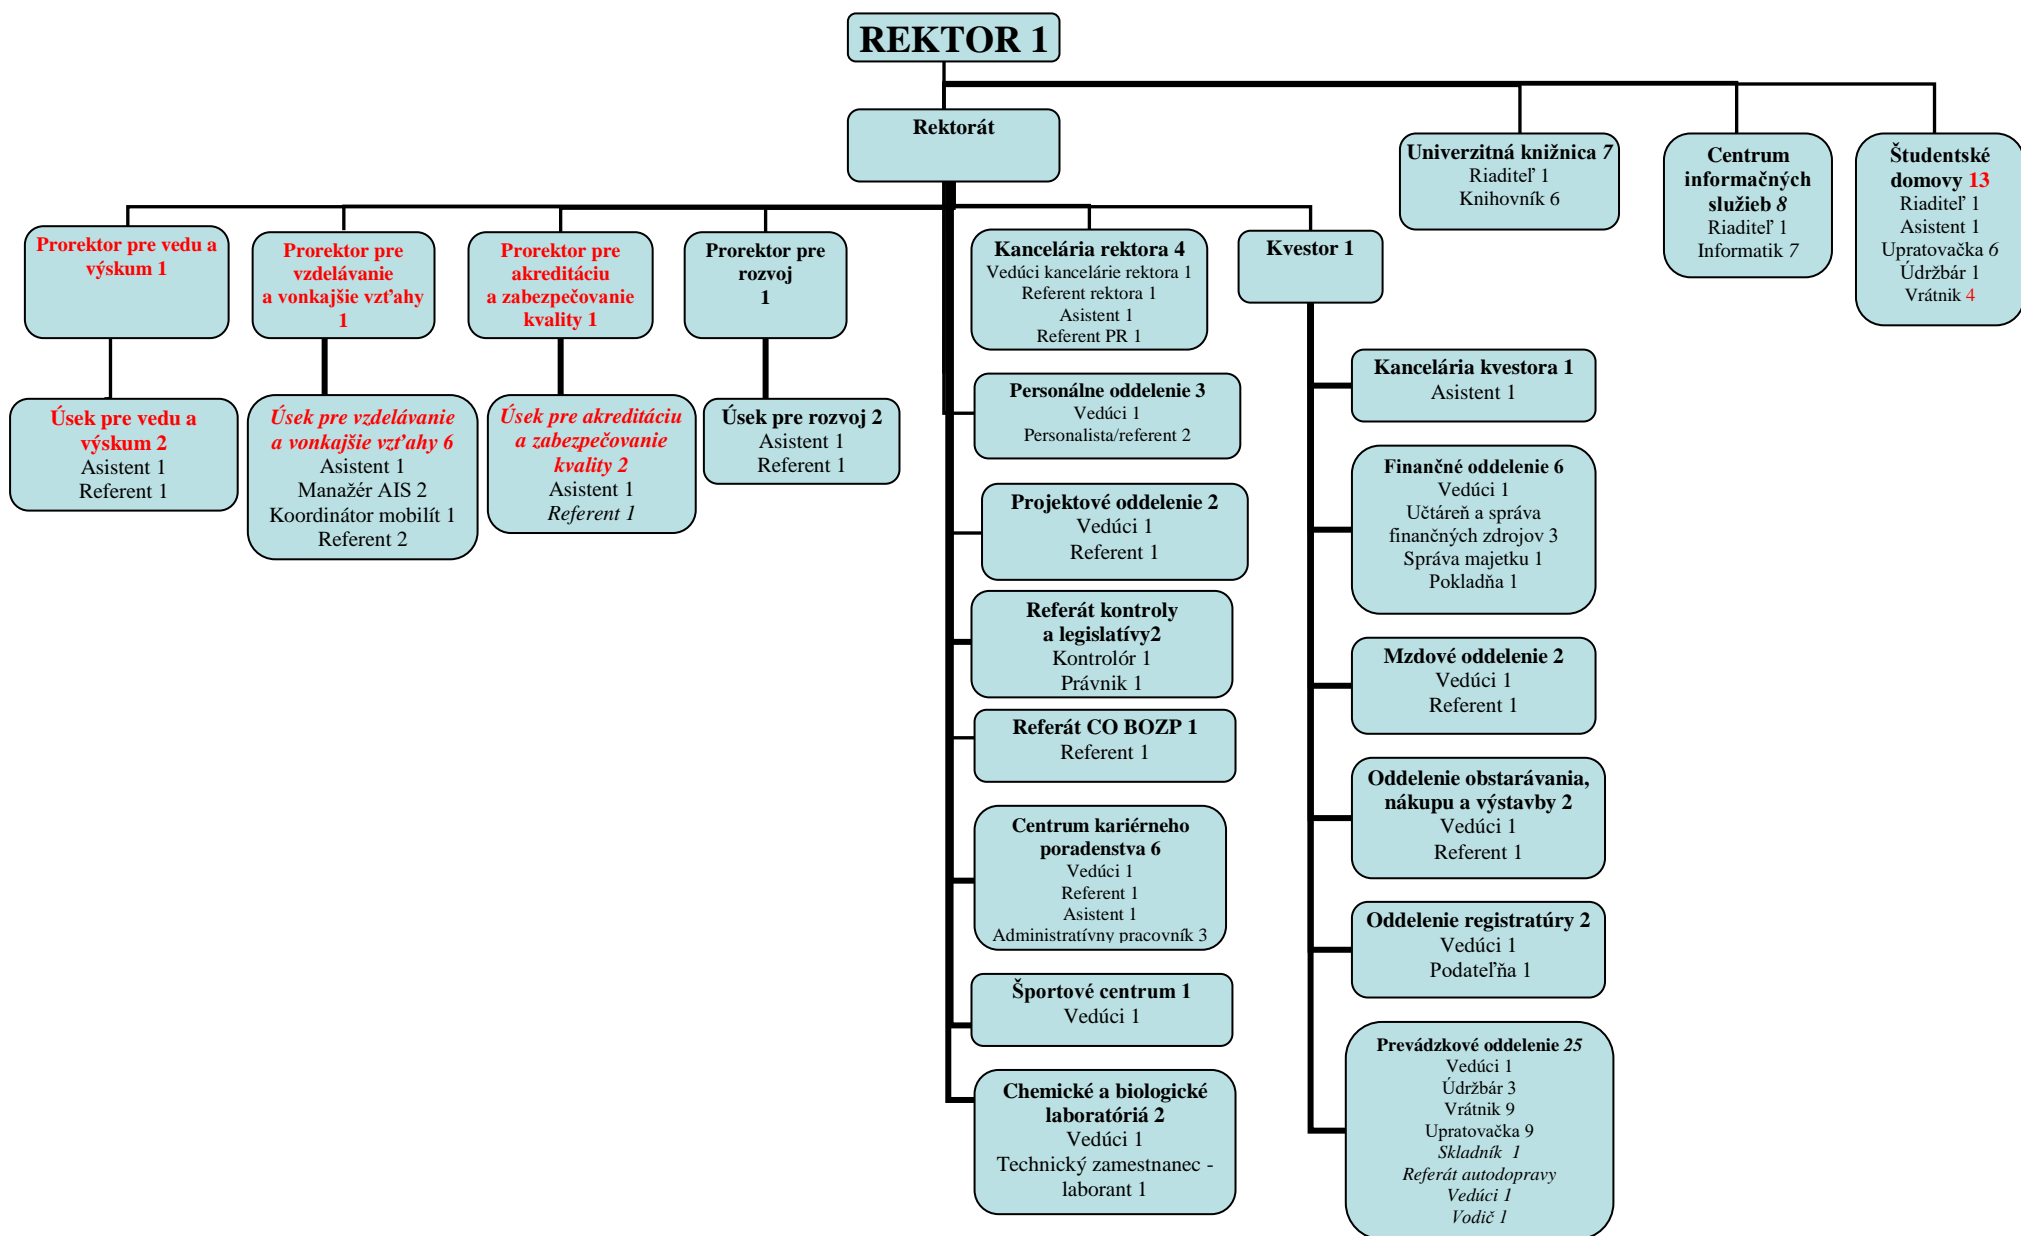 REKTOR 1
Rektorát
Univerzitná knižnica 7
Riaditeľ 1
Knihovník 6
Centrum
informačných
služieb 8
Riaditeľ 1
Informatik 7
Študentské
domovy 13
Riaditeľ 1
Asistent 1
Upratovačka 6
Údržbár 1
Vrátnik 4
Prorektor pre vedu a
výskum 1
Prorektor pre
vzdelávanie
a vonkajšie vzťahy
1
Prorektor pre
akreditáciu
a zabezpečovanie
kvality 1
Prorektor pre
rozvoj
1
Kancelária rektora 4
Vedúci kancelárie rektora 1
Referent rektora 1
Asistent 1
Referent PR 1
Kvestor 1
Úsek pre vedu a
výskum 2
Asistent 1
Referent 1
Úsek pre vzdelávanie
a vonkajšie vzťahy 6
Asistent 1
Manažér AIS 2
Koordinátor mobilít 1
Referent 2
Úsek pre akreditáciu
a zabezpečovanie
kvality 2
Asistent 1
Referent 1
Úsek pre rozvoj 2
Asistent 1
Referent 1
Personálne oddelenie 3
Vedúci 1
Personalista/referent 2
Projektové oddelenie 2
Vedúci 1
Referent 1
Referát kontroly
a legislatívy2
Kontrolór 1
Právnik 1
Referát CO BOZP 1
Referent 1
Centrum kariérneho
poradenstva 6
Vedúci 1
Referent 1
Asistent 1
Administratívny pracovník 3
Športové centrum 1
Vedúci 1
Chemické a biologické
laboratóriá 2
Vedúci 1
Technický zamestnanec -
laborant 1
Kancelária kvestora 1
Asistent 1
Finančné oddelenie 6
Vedúci 1
Učtáreň a správa
finančných zdrojov 3
Správa majetku 1
Pokladňa 1
Mzdové oddelenie 2
Vedúci 1
Referent 1
Oddelenie obstarávania,
nákupu a výstavby 2
Vedúci 1
Referent 1
Oddelenie registratúry 2
Vedúci 1
Podateľňa 1
Prevádzkové oddelenie 25
Vedúci 1
Údržbár 3
Vrátnik 9
Upratovačka 9
Skladník 1
Referát autodopravy
Vedúci 1
Vodič 1